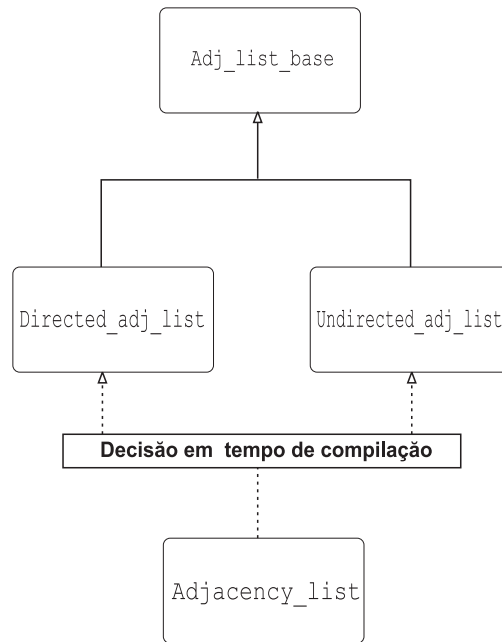 Adj_list_base
Directed_adj_list
Undirected_adj_list
Decisão em tempo de compilação
Adjacency_list